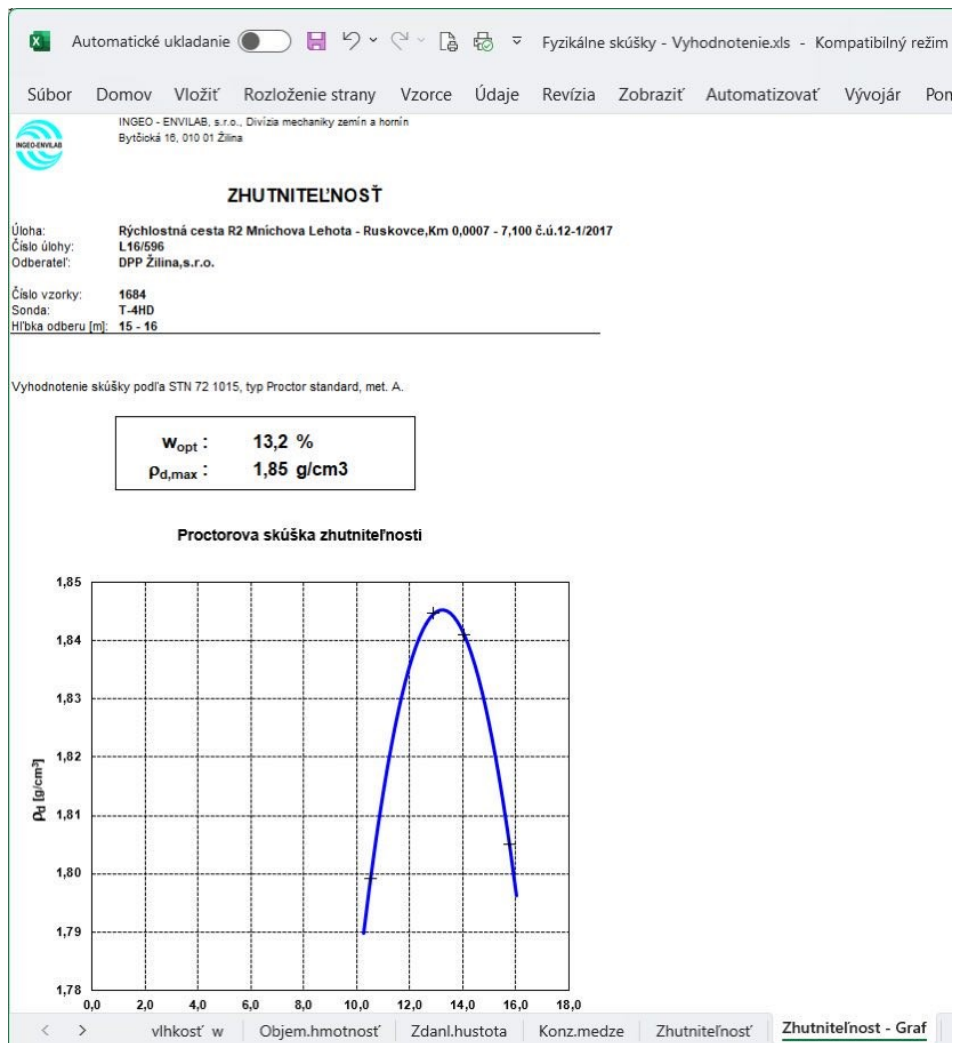 Automatické ukladanie Fyzikálne skúšky - Vyhodnotenie.xls - Kompatibilný režim
Súbor Domov Vložiť Rozloženie strany Vzorce Údaje Revízia Zobraziť Automatizovať Vývojár Pon
INGEO-ENVILAB
INGEO - ENVILAB, s.r.o., Divízia mechaniky zemín a hornín
Bytčická 16, 010 01 Žilina
ZHUTNITEĽNOSŤ
Úloha: Rýchlostná cesta R2 Mníchova Lehota - Ruskovce,Km 0,0007 - 7,100 č.ú.12-1/2017
Číslo úlohy: L16/596
Odberateľ: DPP Žilina,s.r.o.
Číslo vzorky: 1684
Sonda: T-4HD
Hĺbka odberu [m]: 15 - 16
Vyhodnotenie skúšky podľa STN 72 1015, typ Proctor standard, met. A.
wopt : 13,2 %
ρd,max : 1,85 g/cm3
Proctorova skúška zhutniteľnosti
1,85
1,84
1,83
1,82
1,81
1,80
1,79
1,78
ρd [g/cm³]
0,0 2,0 4,0 6,0 8,0 10,0 12,0 14,0 16,0 18,0
vlhkosť w Objem.hmotnosť Zdanl.hustota Konz.medze Zhutniteľnosť Zhutniteľnost - Graf